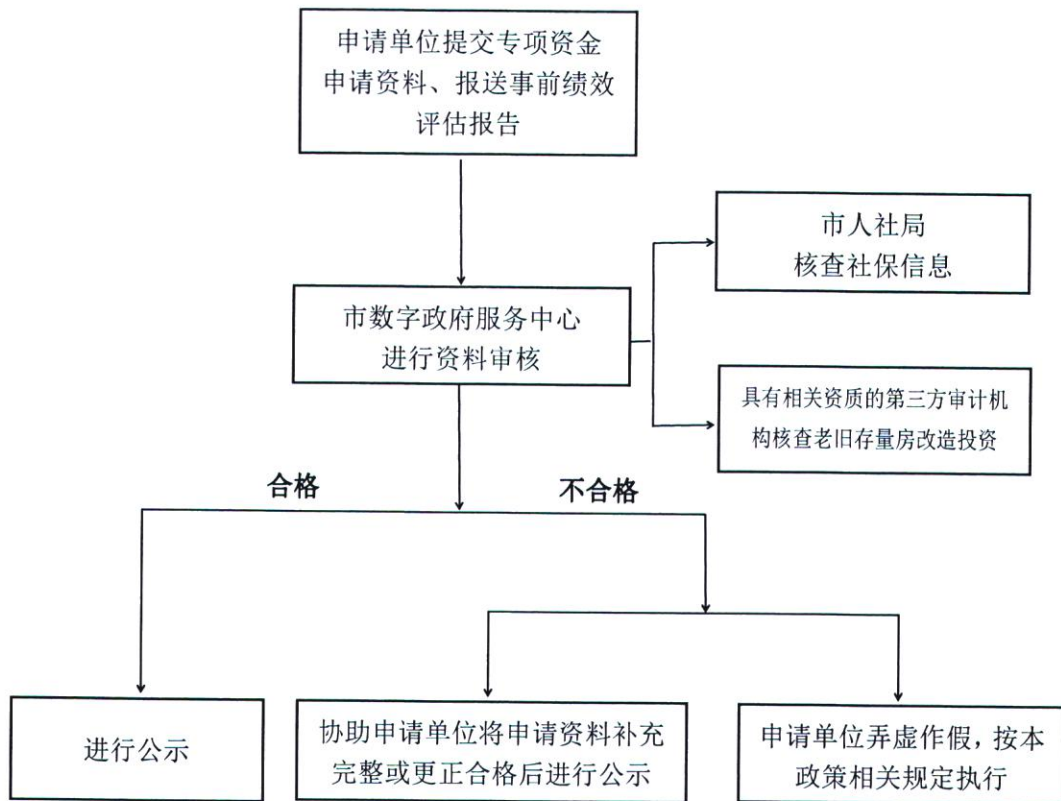 申请单位提交专项资金
申请资料、报送事前绩效
评估报告
市人社局
核查社保信息
市数字政府服务中心
进行资料审核
具有相关资质的第三方审计机
构核查老旧存量房改造投资
合格
不合格
进行公示
协助申请单位将申请资料补充
完整或更正合格后进行公示
申请单位弄虚作假，按本
政策相关规定执行